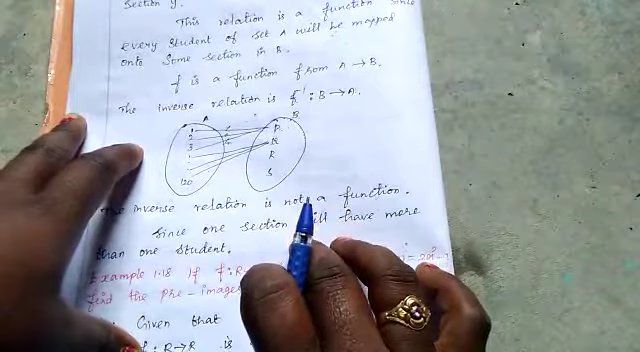 Section y.
This relation is a function since
every student of set A will be mapped
onto some section in B.
f is a function from A → B.
The inverse relation is f⁻¹: B → A.
A
B
1
2
3
120
P
Q
R
S
inverse relation is not a function.
Since one section will have more
than one student.
Example 1.18 If f: R
find the pre-images
Given that
f: R→R is